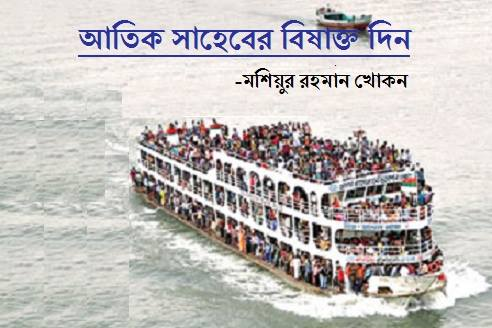 আতিক সাহেবের বিষাক্ত দিন
-মশিয়ুর রহমান খোকন